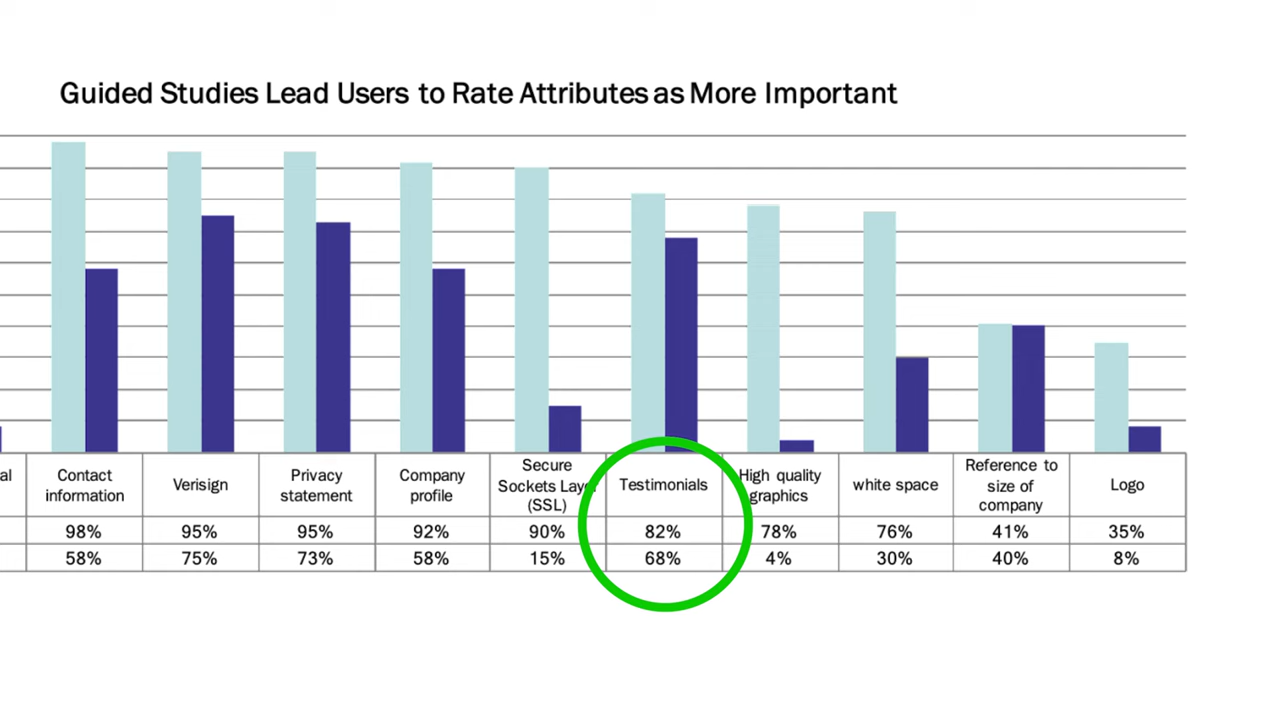 Guided Studies Lead Users to Rate Attributes as More Important
al
Contact information
Verisign
Privacy statement
Company profile
Secure Sockets Layer (SSL)
Testimonials
High quality graphics
white space
Reference to size of company
Logo
98% 95% 95% 92% 90% 82% 78% 76% 41% 35%
58% 75% 73% 58% 15% 68% 4% 30% 40% 8%